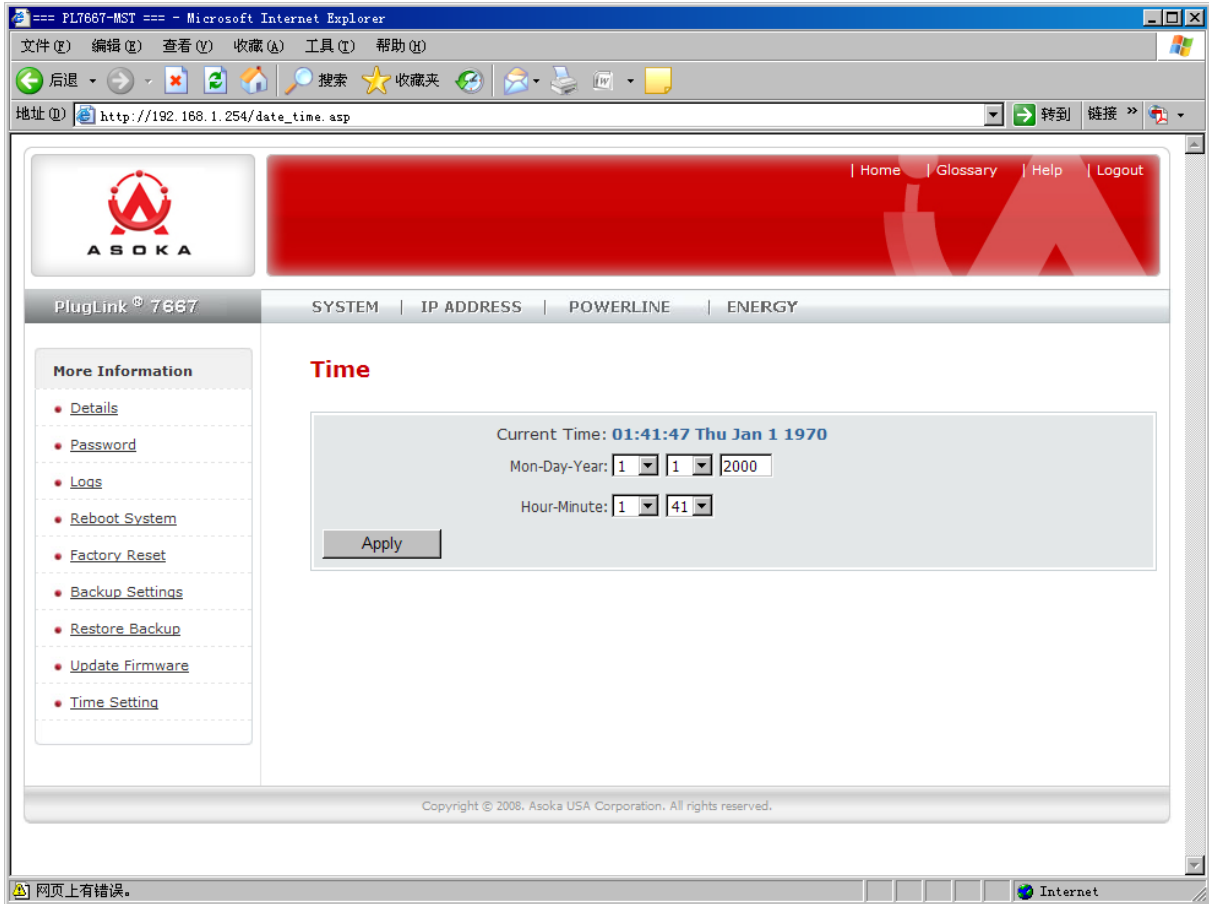 === PL7667-MST === - Microsoft Internet Explorer
文件(F) 编辑(E) 查看(V) 收藏(A) 工具(T) 帮助(H)
后退 搜索 收藏夹
地址(D) http://192.168.1.254/date_time.asp 转到 链接 »
| Home | Glossary | Help | Logout
ASOKA
PlugLink ® 7667 SYSTEM | IP ADDRESS | POWERLINE | ENERGY
More Information
Details
Password
Logs
Reboot System
Factory Reset
Backup Settings
Restore Backup
Update Firmware
Time Setting
Time
Current Time: 01:41:47 Thu Jan 1 1970
Mon-Day-Year: 1 1 2000
Hour-Minute: 1 41
Apply
Copyright © 2008. Asoka USA Corporation. All rights reserved.
网页上有错误。 Internet